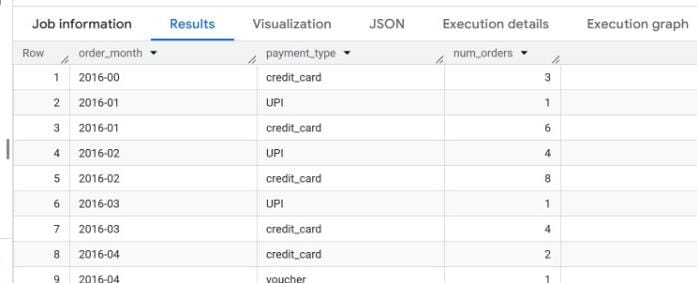 Job information Results Visualization JSON Execution details Execution graph
Row order_month payment_type num_orders
1 2016-00 credit_card 3
2 2016-01 UPI 1
3 2016-01 credit_card 6
4 2016-02 UPI 4
5 2016-02 credit_card 8
6 2016-03 UPI 1
7 2016-03 credit_card 4
8 2016-04 credit_card 2
9 2016-04 voucher 1